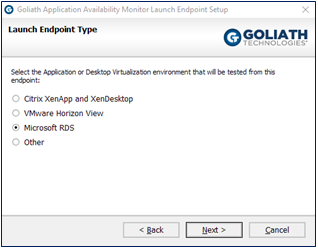 Goliath Application Availability Monitor Launch Endpoint Setup
Launch Endpoint Type
GOLIATH
TECHNOLOGIES
Select the Application or Desktop Virtualization environment that will be tested from this
endpoint:
Citrix XenApp and XenDesktop
VMware Horizon View
Microsoft RDS
Other
< Back
Next >
Cancel